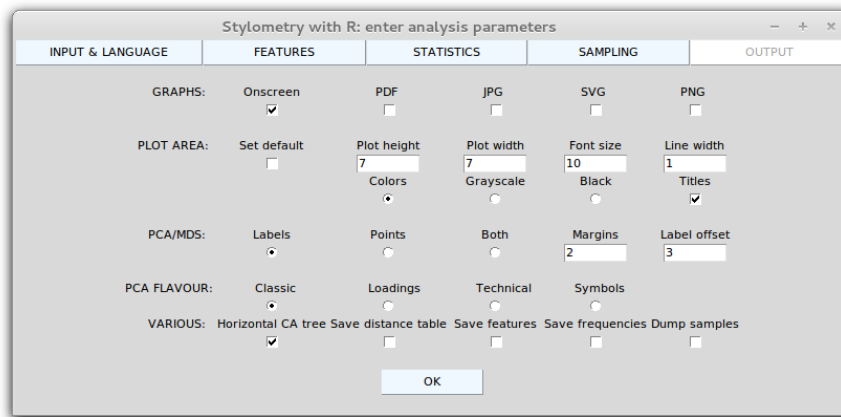 Stylometry with R: enter analysis parameters
INPUT & LANGUAGE FEATURES STATISTICS SAMPLING OUTPUT
GRAPHS: Onscreen PDF JPG SVG PNG
PLOT AREA: Set default Plot height Plot width Font size Line width
7 7 10 1
Colors Grayscale Black Titles
PCA/MDS: Labels Points Both Margins Label offset
2 3
PCA FLAVOUR: Classic Loadings Technical Symbols
VARIOUS: Horizontal CA tree Save distance table Save features Save frequencies Dump samples
OK